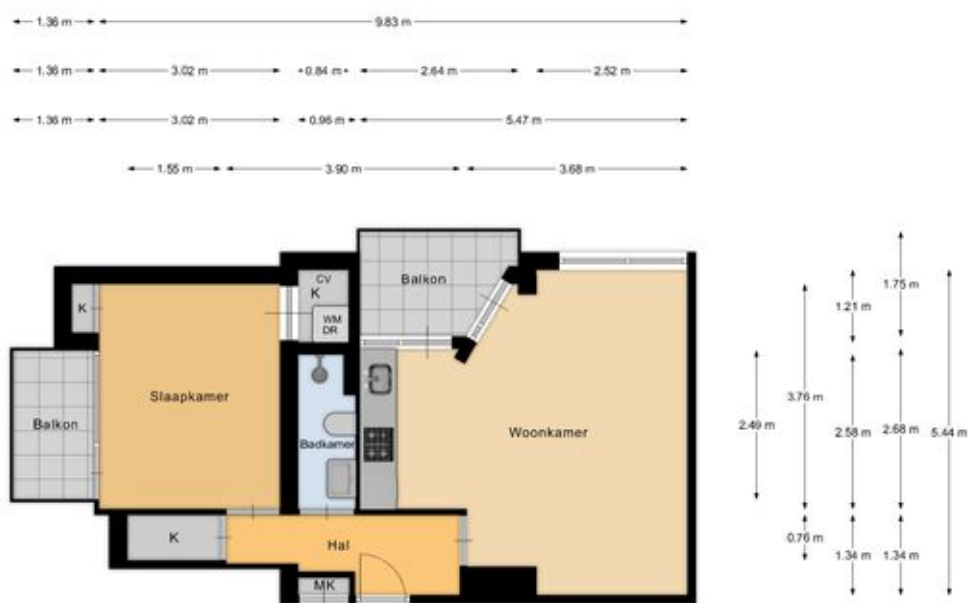 1.36 m 9.83 m
1.36 m 3.02 m 0.84 m 2.64 m 2.52 m
1.36 m 3.02 m 0.96 m 5.47 m
1.55 m 3.90 m 3.68 m
CV
Balkon
K
K
WM
DR
1.75 m
1.21 m
Slaapkamer
3.76 m
Balkon
Badkamer
Woonkamer
2.49 m
2.58 m
2.68 m
5.44 m
K
Hal
0.76 m
1.34 m
1.34 m
MK